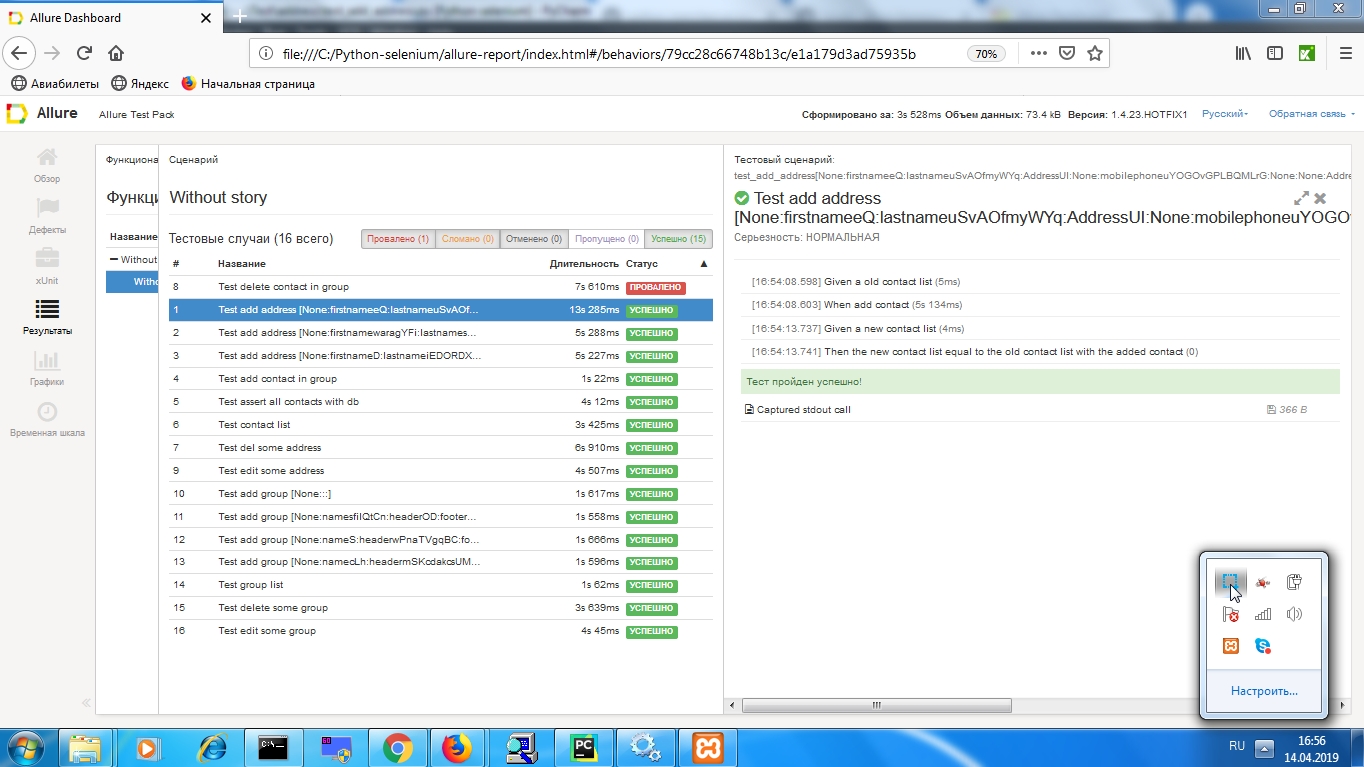 Allure Dashboard
file:///C:/Python-selenium/allure-report/index.html#/behaviors/79cc28c66748b13c/e1a179d3ad75935b
70%
Авиабилеты
Яндекс
Начальная страница
Allure
Allure Test Pack
Сформировано за: 3s 528ms Объем данных: 73.4 kB Версия: 1.4.23.HOTFIX1
Русский
Обратная связь
Обзор
Дефекты
xUnit
Результаты
Графики
Временная шкала
Функциона
Функци
Название
Without
Witho
Сценарий
Without story
Тестовые случаи (16 всего)
Провалено (1)
Сломано (0)
Отменено (0)
Пропущено (0)
Успешно (15)
# Название Длительность Статус
8 Test delete contact in group 7s 610ms ПРОВАЛЕНО
1 Test add address [None:firstnameeQ:lastnameuSvAOf... 13s 285ms УСПЕШНО
2 Test add address [None:firstnamewaragYFi:lastnames... 5s 288ms УСПЕШНО
3 Test add address [None:firstnameD:lastnameiEDORDX... 5s 227ms УСПЕШНО
4 Test add contact in group 1s 22ms УСПЕШНО
5 Test assert all contacts with db 4s 12ms УСПЕШНО
6 Test contact list 3s 425ms УСПЕШНО
7 Test del some address 6s 910ms УСПЕШНО
9 Test edit some address 4s 507ms УСПЕШНО
10 Test add group [None:::] 1s 617ms УСПЕШНО
11 Test add group [None:namesfilQtCn:headerOD:footer... 1s 558ms УСПЕШНО
12 Test add group [None:nameS:headerwPnaTVgqBC:fo... 1s 666ms УСПЕШНО
13 Test add group [None:namecLh:headermSKcdakcsUM... 1s 596ms УСПЕШНО
14 Test group list 1s 62ms УСПЕШНО
15 Test delete some group 3s 639ms УСПЕШНО
16 Test edit some group 4s 45ms УСПЕШНО
Тестовый сценарий:
test_add_address[None:firstnameeQ:lastnameuSvAOfmyWYq:AddressUI:None:mobilephoneuYOGOvGPLBQMLrG:None:None:Addre
Test add address
[None:firstnameeQ:lastnameuSvAOfmyWYq:AddressUI:None:mobilephoneuYOGO
Серьезность: НОРМАЛЬНАЯ
[16:54:08.598] Given a old contact list (5ms)
[16:54:08.603] When add contact (5s 134ms)
[16:54:13.737] Given a new contact list (4ms)
[16:54:13.741] Then the new contact list equal to the old contact list with the added contact (0)
Тест пройден успешно!
Captured stdout call
366 B
Настроить...
C:\
PC
RU
16:56
14.04.2019